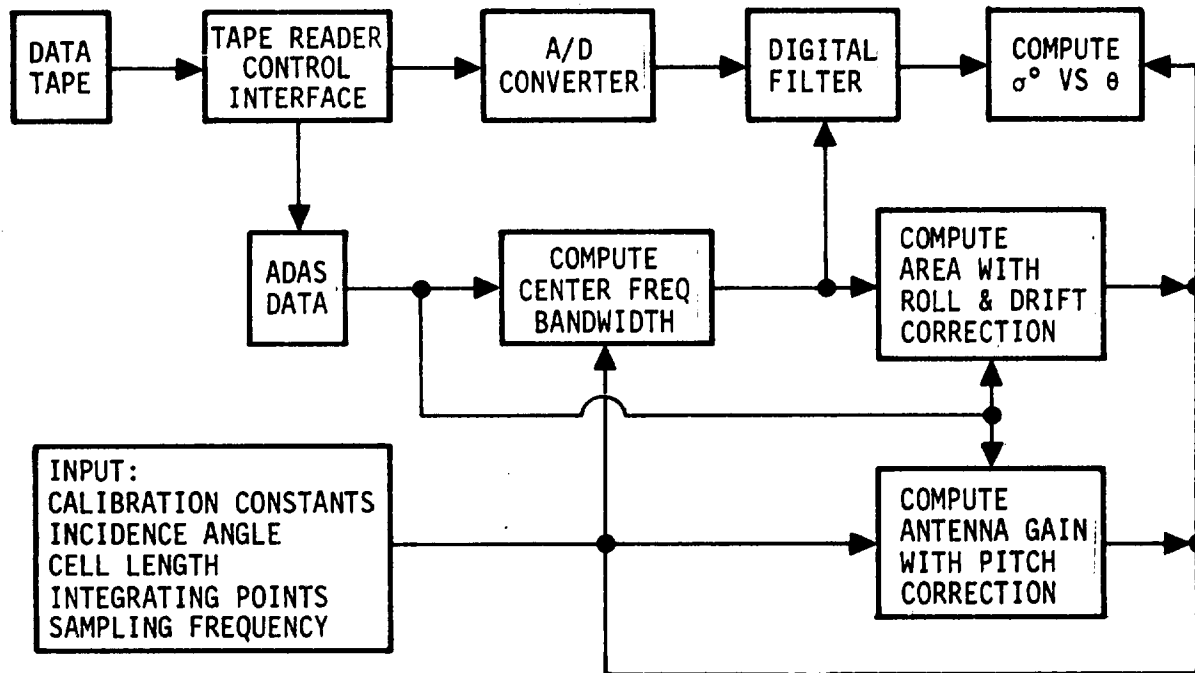 DATA
TAPE
TAPE READER
CONTROL
INTERFACE
A/D
CONVERTER
DIGITAL
FILTER
COMPUTE
σ° VS θ
ADAS
DATA
COMPUTE
CENTER FREQ
BANDWIDTH
COMPUTE
AREA WITH
ROLL & DRIFT
CORRECTION
INPUT:
CALIBRATION CONSTANTS
INCIDENCE ANGLE
CELL LENGTH
INTEGRATING POINTS
SAMPLING FREQUENCY
COMPUTE
ANTENNA GAIN
WITH PITCH
CORRECTION